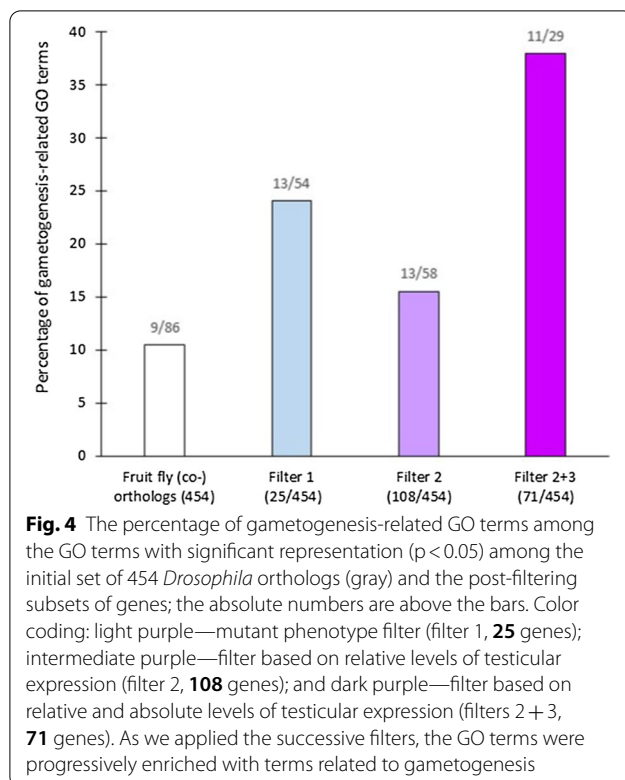 40
35
30
25
20
15
10
5
0
Percentage of gametogenesis-related GO terms
9/86
13/54
13/58
11/29
Fruit fly (co-)
orthologs (454)
Filter 1
(25/454)
Filter 2
(108/454)
Filter 2+3
(71/454)
Fig. 4 The percentage of gametogenesis-related GO terms among
the GO terms with significant representation (p < 0.05) among the
initial set of 454 Drosophila orthologs (gray) and the post-filtering
subsets of genes; the absolute numbers are above the bars. Color
coding: light purple—mutant phenotype filter (filter 1, 25 genes);
intermediate purple—filter based on relative levels of testicular
expression (filter 2, 108 genes); and dark purple—filter based on
relative and absolute levels of testicular expression (filters 2 + 3,
71 genes). As we applied the successive filters, the GO terms were
progressively enriched with terms related to gametogenesis